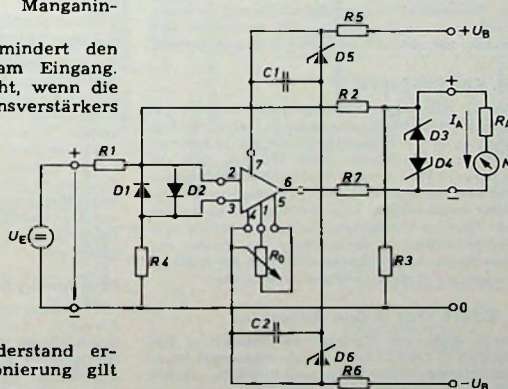 Manganin-
mindert den
am Eingang.
ht, wenn die
nsverstärkers
R5
+UB
D5
C1
R2
+
R1
+
7
IA
D3
D4
D1
D2
2
3
6
R7
4
1
5
UE
R4
R0
R3
−
−
0
C2
derstand er-
onierung gilt
D6
R6
−UB